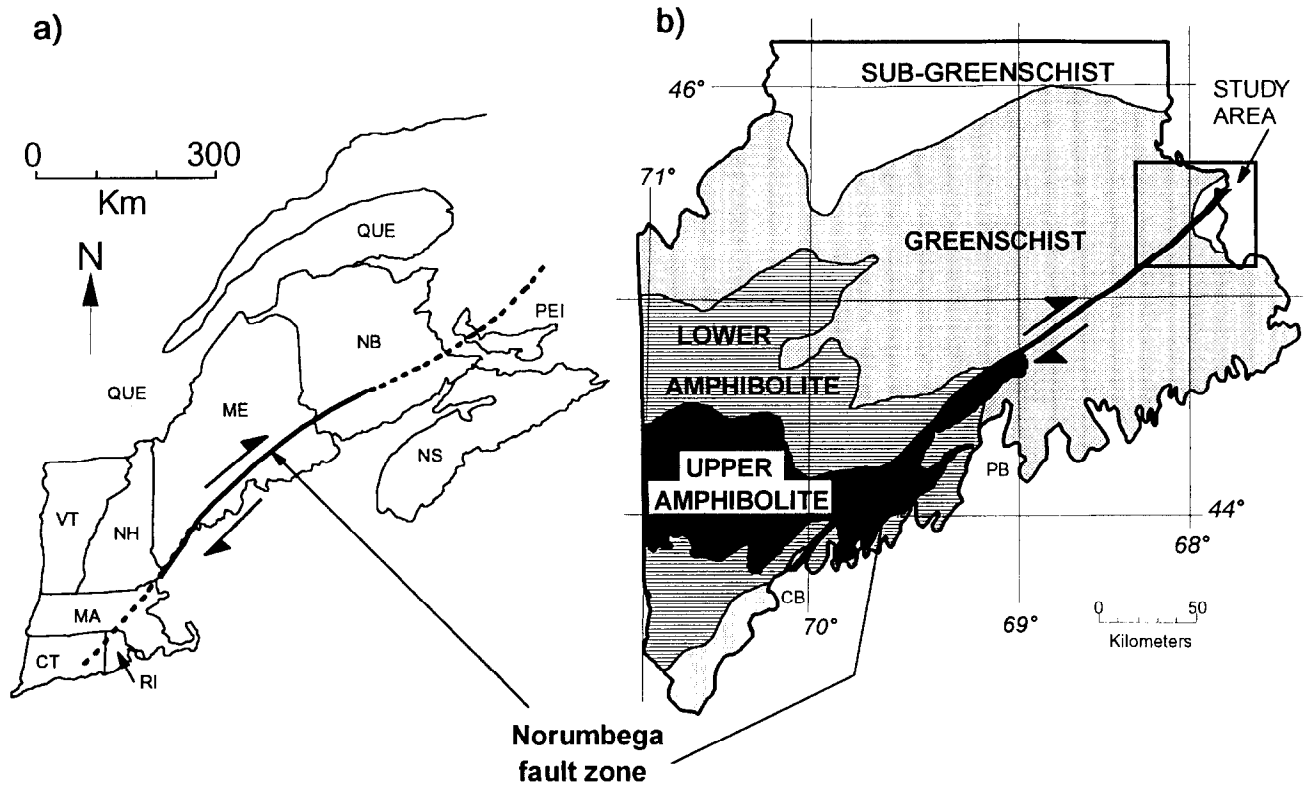 a)
0 300
Km
N
QUE
PEI
NB
QUE
ME
NS
VT
NH
MA
CT
RI
b)
SUB-GREENSCHIST
46°
STUDY
AREA
71°
GREENSCHIST
LOWER
AMPHIBOLITE
UPPER
AMPHIBOLITE
PB
44°
68°
CB
70°
69°
0 50
Kilometers
Norumbega
fault zone